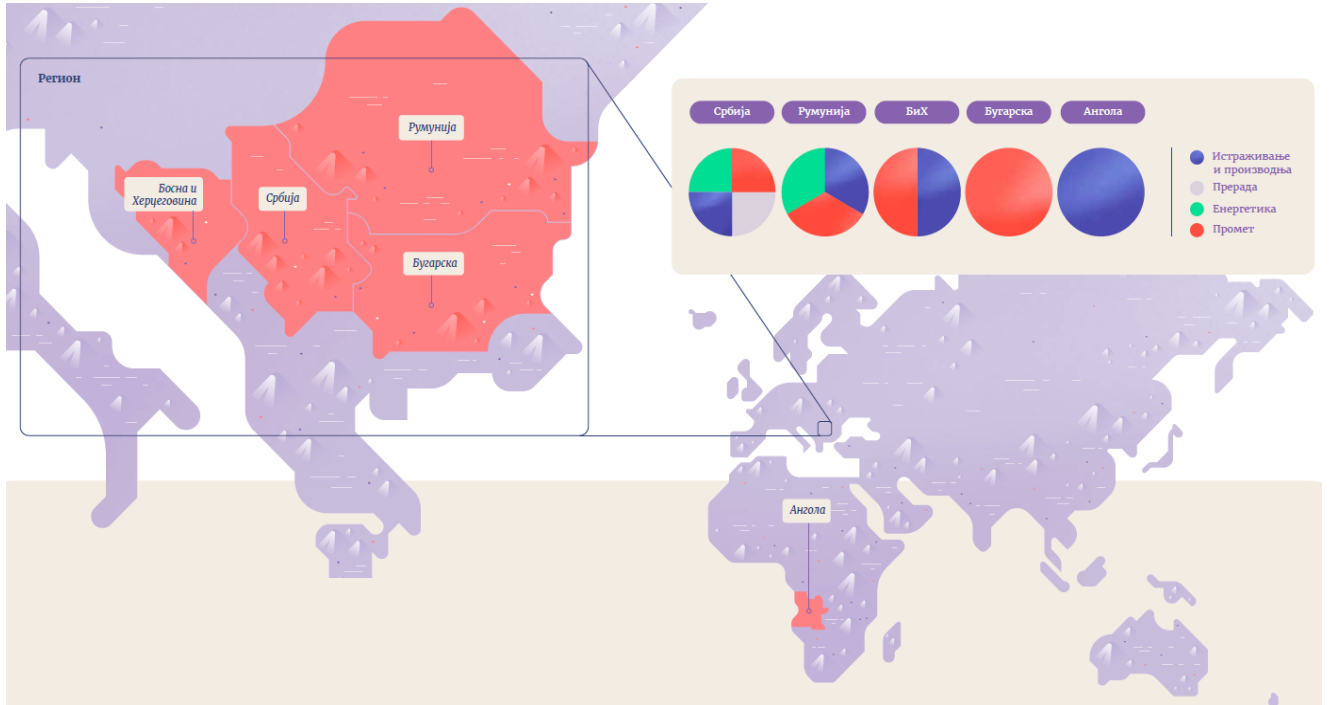 Регион
Румунија
Босна и
Херцеговина
Србија
Бугарска
Србија
Румунија
БиХ
Бугарска
Ангола
Истраживање
и производња
Прерада
Енергетика
Промет
Ангола